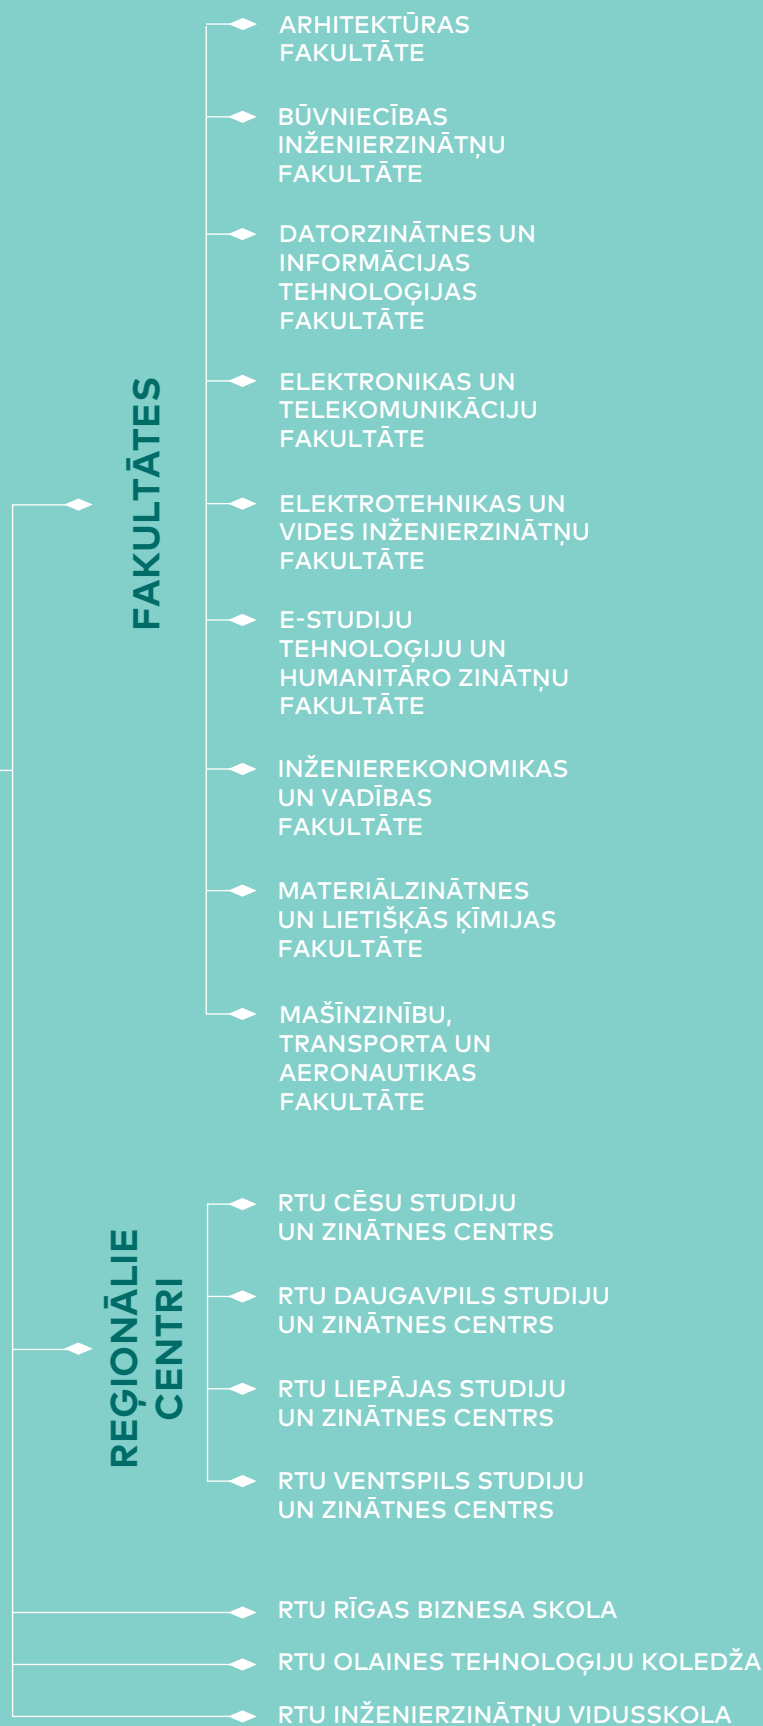 FAKULTĀTES
ARHITEKTŪRAS
FAKULTĀTE
BŪVNIECĪBAS
INŽENIERZINĀTŅU
FAKULTĀTE
DATORZINĀTNES UN
INFORMĀCIJAS
TEHNOLOĢIJAS
FAKULTĀTE
ELEKTRONIKAS UN
TELEKOMUNIKĀCIJU
FAKULTĀTE
ELEKTROTEHNIKAS UN
VIDES INŽENIERZINĀTŅU
FAKULTĀTE
E-STUDIJU
TEHNOLOĢIJU UN
HUMANITĀRO ZINĀTŅU
FAKULTĀTE
INŽENIEREKONOMIKAS
UN VADĪBAS
FAKULTĀTE
MATERIĀLZINĀTNES
UN LIETIŠĶĀS ĶĪMIJAS
FAKULTĀTE
MAŠĪNZINĪBU,
TRANSPORTA UN
AERONAUTIKAS
FAKULTĀTE
REĢIONĀLIE
CENTRI
RTU CĒSU STUDIJU
UN ZINĀTNES CENTRS
RTU DAUGAVPILS STUDIJU
UN ZINĀTNES CENTRS
RTU LIEPĀJAS STUDIJU
UN ZINĀTNES CENTRS
RTU VENTSPILS STUDIJU
UN ZINĀTNES CENTRS
RTU RĪGAS BIZNESA SKOLA
RTU OLAINES TEHNOLOĢIJU KOLEDŽA
RTU INŽENIERZINĀTŅU VIDUSSKOLA